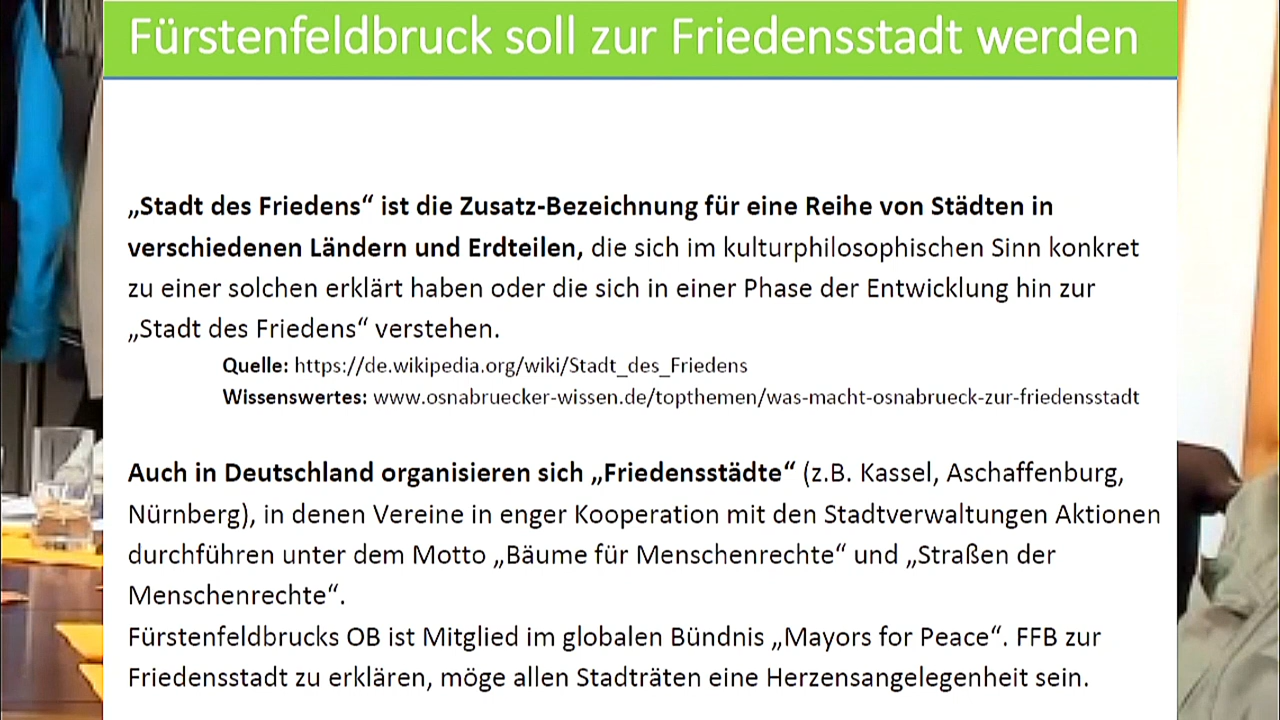 Fürstenfeldbruck soll zur Friedensstadt werden
„Stadt des Friedens“ ist die Zusatz-Bezeichnung für eine Reihe von Städten in
verschiedenen Ländern und Erdteilen, die sich im kulturphilosophischen Sinn konkret
zu einer solchen erklärt haben oder die sich in einer Phase der Entwicklung hin zur
„Stadt des Friedens“ verstehen.
Quelle: https://de.wikipedia.org/wiki/Stadt_des_Friedens
Wissenswertes: www.osnabruecker-wissen.de/topthemen/was-macht-osnabrueck-zur-friedensstadt
Auch in Deutschland organisieren sich „Friedensstädte“ (z.B. Kassel, Aschaffenburg,
Nürnberg), in denen Vereine in enger Kooperation mit den Stadtverwaltungen Aktionen
durchführen unter dem Motto „Bäume für Menschenrechte“ und „Straßen der
Menschenrechte“.
Fürstenfeldbrucks OB ist Mitglied im globalen Bündnis „Mayors for Peace“. FFB zur
Friedensstadt zu erklären, möge allen Stadträten eine Herzensangelegenheit sein.